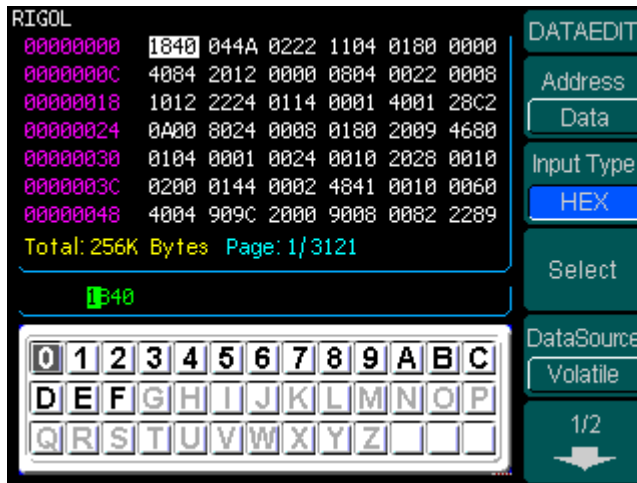 RIGOL
DATAEDIT
00000000 1840 044A 0222 1104 0180 0000
0000000C 4084 2012 0000 0804 0022 0008
00000018 1012 2224 0114 0001 4001 28C2
00000024 0A00 8024 0008 0180 2009 4680
00000030 0104 0001 0024 0010 2028 0010
0000003C 0200 0144 0002 4841 0010 0060
00000048 4004 909C 2000 9008 0082 2289
Total: 256K Bytes Page: 1/3121
1840
0 1 2 3 4 5 6 7 8 9 A B C
D E F G H I J K L M N O P
Q R S T U V W X Y Z
Address
Data
Input Type
HEX
Select
DataSource
Volatile
1/2